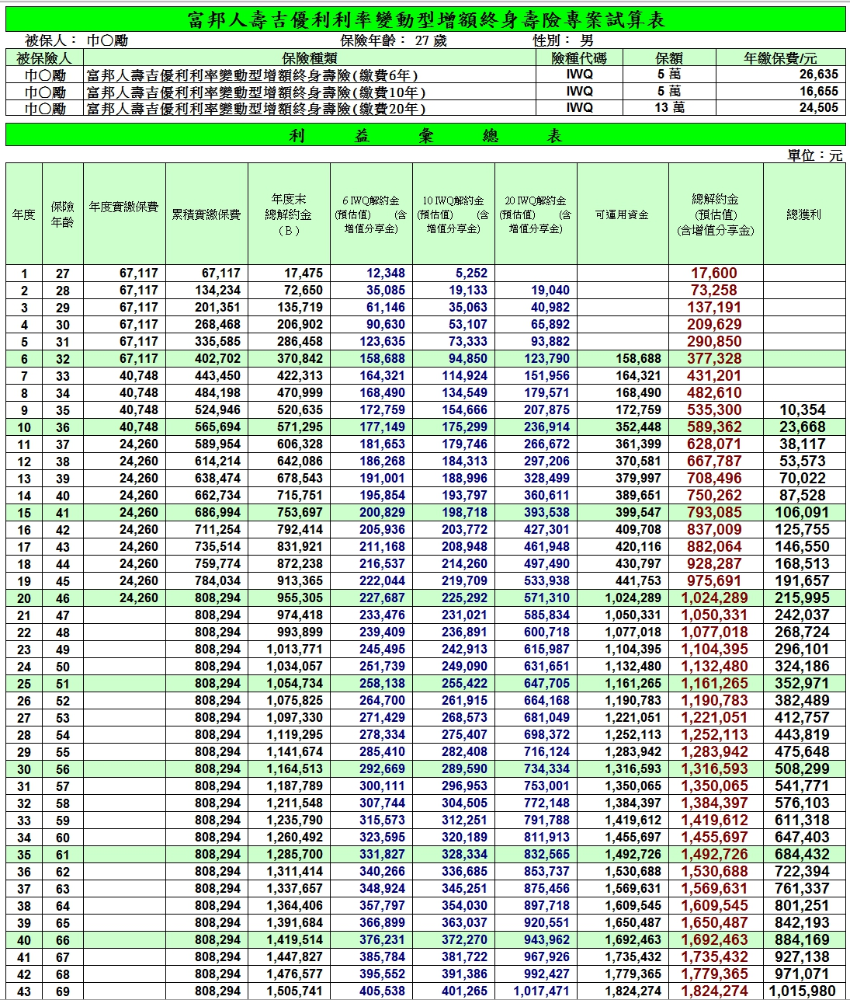 富邦人壽吉優利利率變動型增額終身壽險專案試算表
被保人： 巾〇勵 保險年齡： 27 歲 性別： 男
被保險人 保險種類 險種代碼 保額 年繳保費/元
巾〇勵 富邦人壽吉優利利率變動型增額終身壽險(繳費6年) IWQ 5 萬 26,635
巾〇勵 富邦人壽吉優利利率變動型增額終身壽險(繳費10年) IWQ 5 萬 16,655
巾〇勵 富邦人壽吉優利利率變動型增額終身壽險(繳費20年) IWQ 13 萬 24,505
利 益 彙 總 表
單位：元
年度 保險年齡 年度實繳保費 累積實繳保費 年度末總解約金（B） 6 IWQ解約金(預估值) (含增值分享金) 10 IWQ解約金(預估值) (含增值分享金) 20 IWQ解約金(預估值) (含增值分享金) 可運用資金 總解約金(預估值)(含增值分享金) 總獲利
1 27 67,117 67,117 17,475 12,348 5,252 17,600
2 28 67,117 134,234 72,650 35,085 19,133 19,040 73,258
3 29 67,117 201,351 135,719 61,146 35,063 40,982 137,191
4 30 67,117 268,468 206,902 90,630 53,107 65,892 209,629
5 31 67,117 335,585 286,458 123,635 73,333 93,882 290,850
6 32 67,117 402,702 370,842 158,688 94,850 123,790 158,688 377,328
7 33 40,748 443,450 422,313 164,321 114,924 151,956 164,321 431,201
8 34 40,748 484,198 470,999 168,490 134,549 179,571 168,490 482,610
9 35 40,748 524,946 520,635 172,759 154,666 207,875 172,759 535,300 10,354
10 36 40,748 565,694 571,295 177,149 175,299 236,914 352,448 589,362 23,668
11 37 24,260 589,954 606,328 181,653 179,746 266,672 361,399 628,071 38,117
12 38 24,260 614,214 642,086 186,268 184,313 297,206 370,581 667,787 53,573
13 39 24,260 638,474 678,543 191,001 188,996 328,499 379,997 708,496 70,022
14 40 24,260 662,734 715,751 195,854 193,797 360,611 389,651 750,262 87,528
15 41 24,260 686,994 753,697 200,829 198,718 393,538 399,547 793,085 106,091
16 42 24,260 711,254 792,414 205,936 203,772 427,301 409,708 837,009 125,755
17 43 24,260 735,514 831,921 211,168 208,948 461,948 420,116 882,064 146,550
18 44 24,260 759,774 872,238 216,537 214,260 497,490 430,797 928,287 168,513
19 45 24,260 784,034 913,365 222,044 219,709 533,938 441,753 975,691 191,657
20 46 24,260 808,294 955,305 227,687 225,292 571,310 1,024,289 1,024,289 215,995
21 47 808,294 974,418 233,476 231,021 585,834 1,050,331 1,050,331 242,037
22 48 808,294 993,899 239,409 236,891 600,718 1,077,018 1,077,018 268,724
23 49 808,294 1,013,771 245,495 242,913 615,987 1,104,395 1,104,395 296,101
24 50 808,294 1,034,057 251,739 249,090 631,651 1,132,480 1,132,480 324,186
25 51 808,294 1,054,734 258,138 255,422 647,705 1,161,265 1,161,265 352,971
26 52 808,294 1,075,825 264,700 261,915 664,168 1,190,783 1,190,783 382,489
27 53 808,294 1,097,330 271,429 268,573 681,049 1,221,051 1,221,051 412,757
28 54 808,294 1,119,295 278,334 275,407 698,372 1,252,113 1,252,113 443,819
29 55 808,294 1,141,674 285,410 282,408 716,124 1,283,942 1,283,942 475,648
30 56 808,294 1,164,513 292,669 289,590 734,334 1,316,593 1,316,593 508,299
31 57 808,294 1,187,789 300,111 296,953 753,001 1,350,065 1,350,065 541,771
32 58 808,294 1,211,548 307,744 304,505 772,148 1,384,397 1,384,397 576,103
33 59 808,294 1,235,790 315,573 312,251 791,788 1,419,612 1,419,612 611,318
34 60 808,294 1,260,492 323,595 320,189 811,913 1,455,697 1,455,697 647,403
35 61 808,294 1,285,700 331,827 328,334 832,565 1,492,726 1,492,726 684,432
36 62 808,294 1,311,414 340,266 336,685 853,737 1,530,688 1,530,688 722,394
37 63 808,294 1,337,657 348,924 345,251 875,456 1,569,631 1,569,631 761,337
38 64 808,294 1,364,406 357,797 354,030 897,718 1,609,545 1,609,545 801,251
39 65 808,294 1,391,684 366,899 363,037 920,551 1,650,487 1,650,487 842,193
40 66 808,294 1,419,514 376,231 372,270 943,962 1,692,463 1,692,463 884,169
41 67 808,294 1,447,827 385,784 381,722 967,926 1,735,432 1,735,432 927,138
42 68 808,294 1,476,577 395,552 391,386 992,427 1,779,365 1,779,365 971,071
43 69 808,294 1,505,741 405,538 401,265 1,017,471 1,824,274 1,824,274 1,015,980